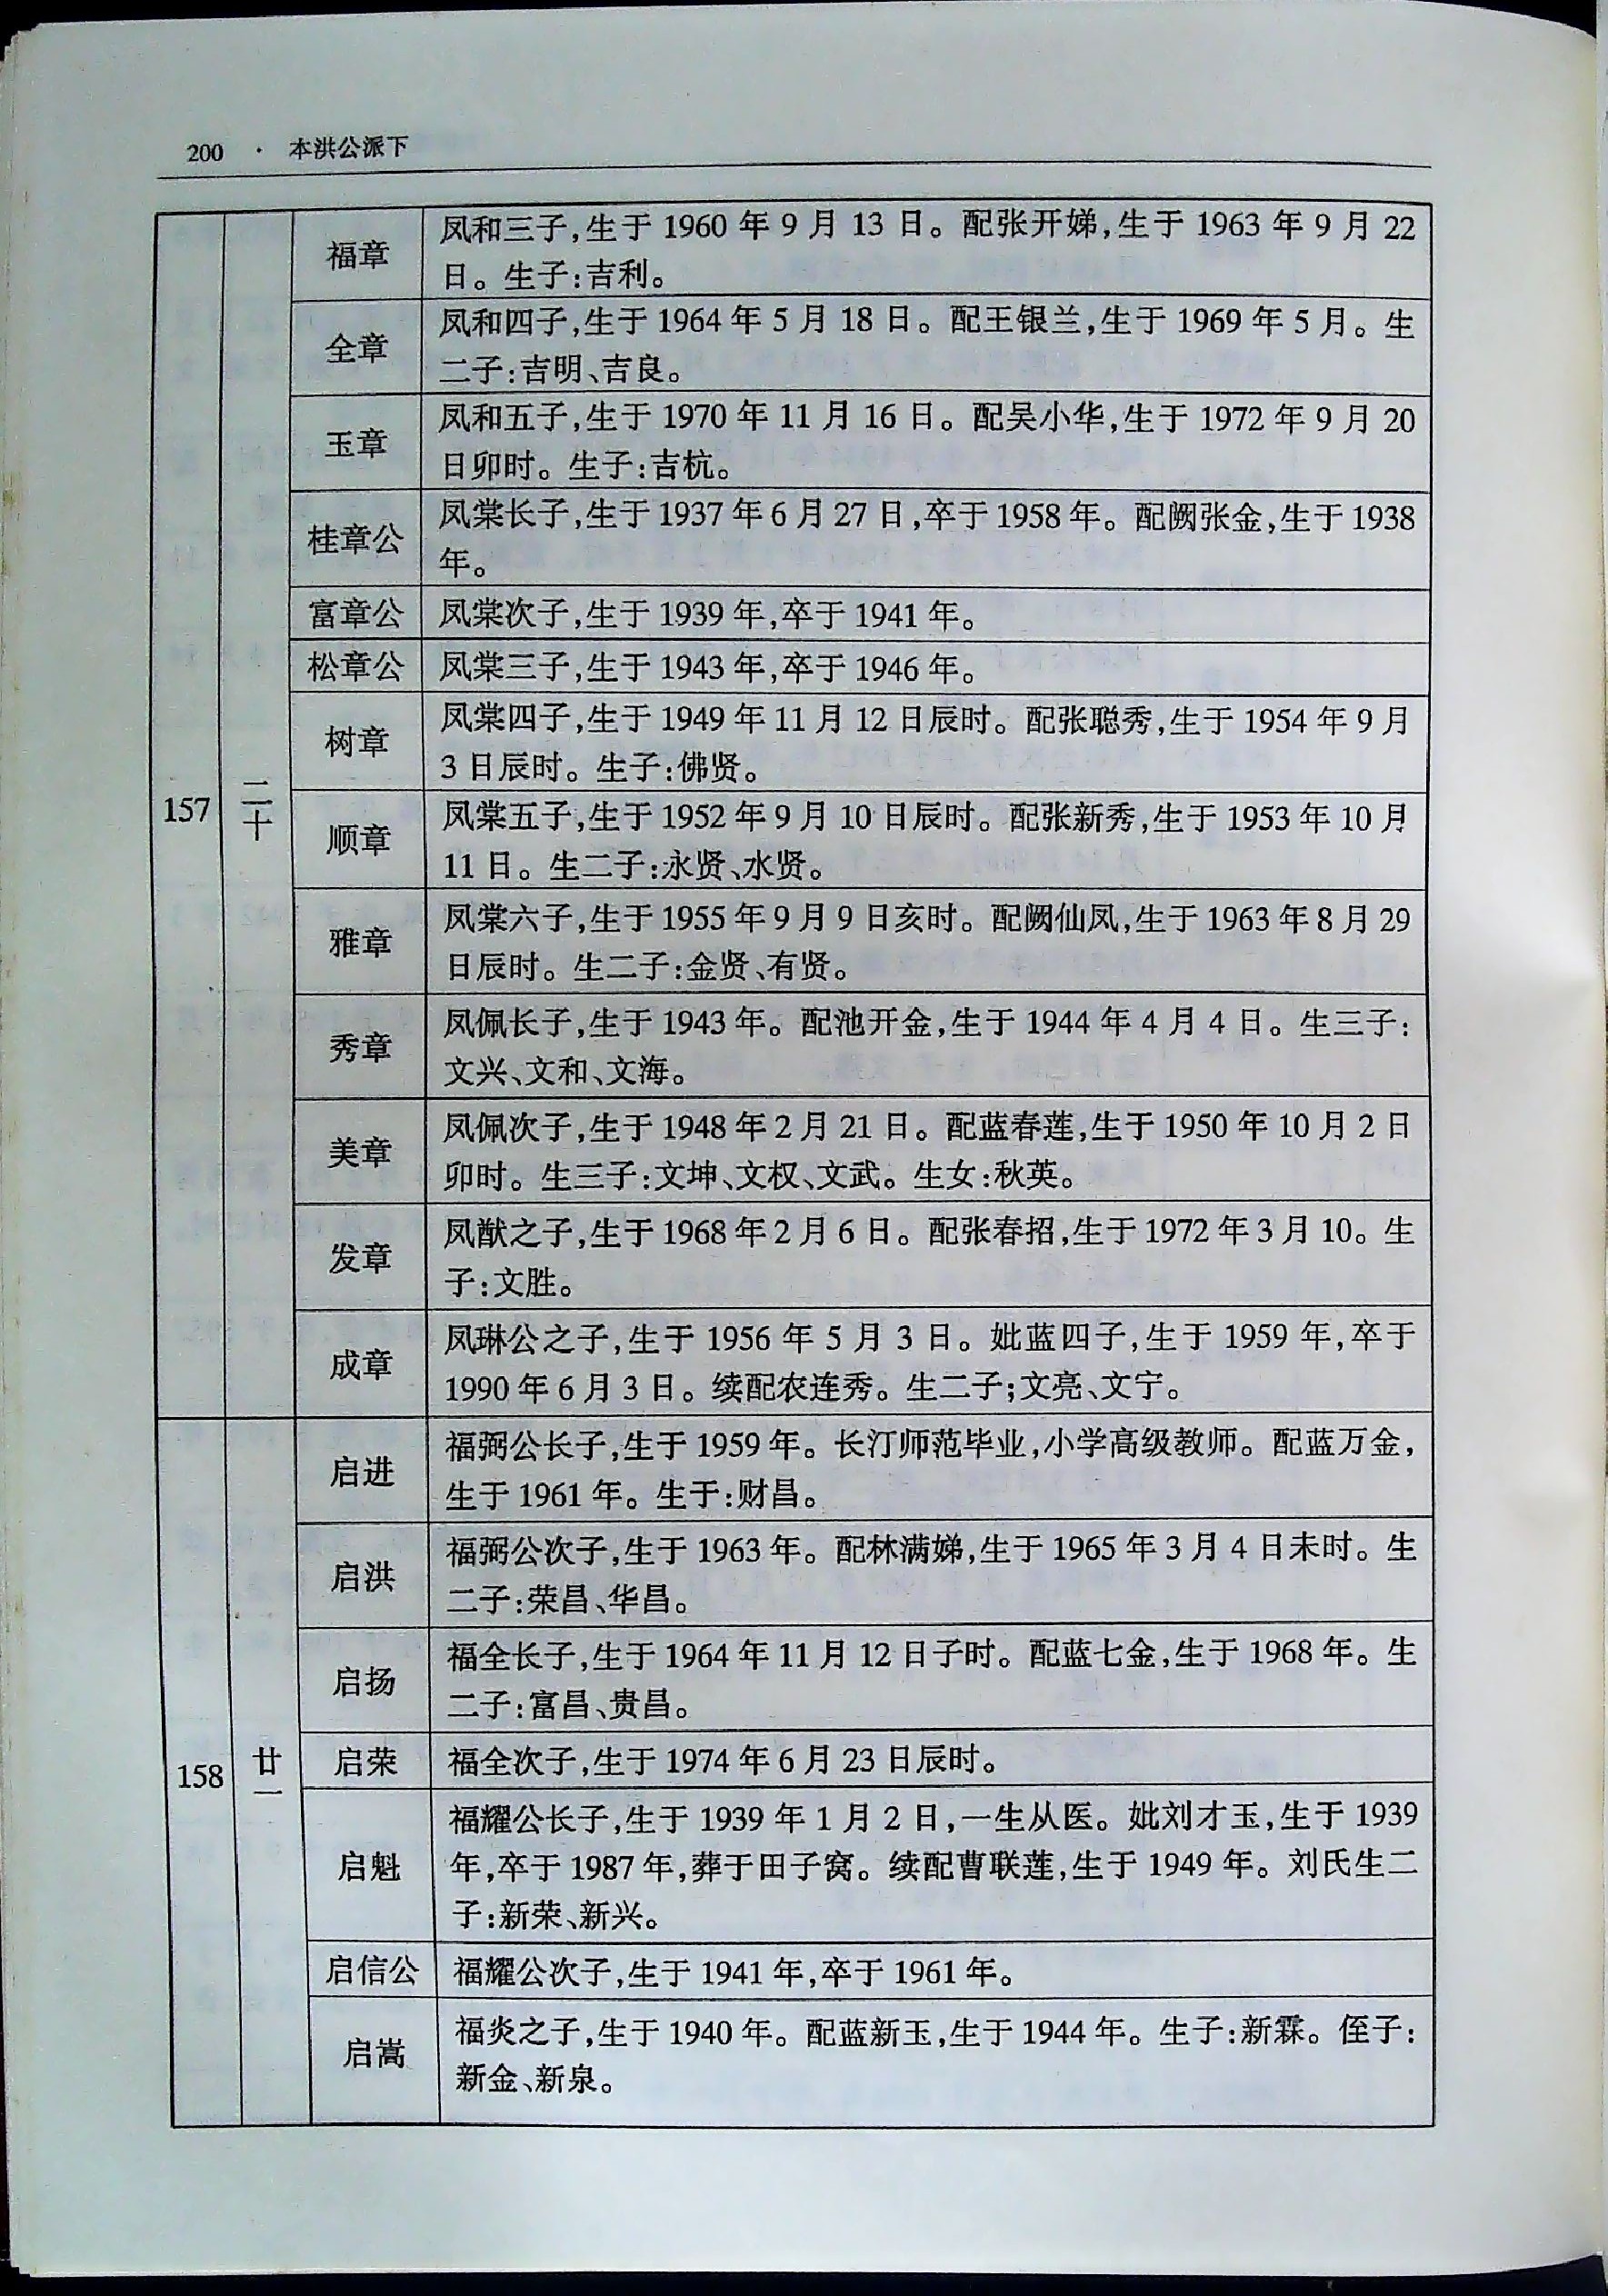 200 · 本洪公派下
157
二十
福章
凤和三子,生于 1960 年 9 月 13 日。配张开娣,生于 1963 年 9 月 22
日。生子:吉利。
全章
凤和四子,生于 1964 年 5 月 18 日。配王银兰,生于 1969 年 5 月。生
二子:吉明、吉良。
玉章
凤和五子,生于 1970 年 11 月 16 日。配吴小华,生于 1972 年 9 月 20
日卯时。生子:吉杭。
桂章公
凤棠长子,生于 1937 年 6 月 27 日,卒于 1958 年。配阙张金,生于 1938
年。
富章公
凤棠次子,生于 1939 年,卒于 1941 年。
松章公
凤棠三子,生于 1943 年,卒于 1946 年。
树章
凤棠四子,生于 1949 年 11 月 12 日辰时。配张聪秀,生于 1954 年 9 月
3 日辰时。生子:佛贤。
顺章
凤棠五子,生于 1952 年 9 月 10 日辰时。配张新秀,生于 1953 年 10 月
11 日。生二子:永贤、水贤。
雅章
凤棠六子,生于 1955 年 9 月 9 日亥时。配阙仙凤,生于 1963 年 8 月 29
日辰时。生二子:金贤、有贤。
秀章
凤佩长子,生于 1943 年。配池开金,生于 1944 年 4 月 4 日。生三子:
文兴、文和、文海。
美章
凤佩次子,生于 1948 年 2 月 21 日。配蓝春莲,生于 1950 年 10 月 2 日
卯时。生三子:文坤、文权、文武。生女:秋英。
发章
凤猷之子,生于 1968 年 2 月 6 日。配张春招,生于 1972 年 3 月 10。生
子:文胜。
成章
凤琳公之子,生于 1956 年 5 月 3 日。妣蓝四子,生于 1959 年,卒于
1990 年 6 月 3 日。续配农连秀。生二子;文亮、文宁。
158
廿一
启进
福弼公长子,生于 1959 年。长汀师范毕业,小学高级教师。配蓝万金,
生于 1961 年。生于:财昌。
启洪
福弼公次子,生于 1963 年。配林满娣,生于 1965 年 3 月 4 日未时。生
二子:荣昌、华昌。
启扬
福全长子,生于 1964 年 11 月 12 日子时。配蓝七金,生于 1968 年。生
二子:富昌、贵昌。
启荣
福全次子,生于 1974 年 6 月 23 日辰时。
启魁
福耀公长子,生于 1939 年 1 月 2 日,一生从医。妣刘才玉,生于 1939
年,卒于 1987 年,葬于田子窝。续配曹联莲,生于 1949 年。刘氏生二
子:新荣、新兴。
启信公
福耀公次子,生于 1941 年,卒于 1961 年。
启嵩
福炎之子,生于 1940 年。配蓝新玉,生于 1944 年。生子:新霖。侄子:
新金、新泉。